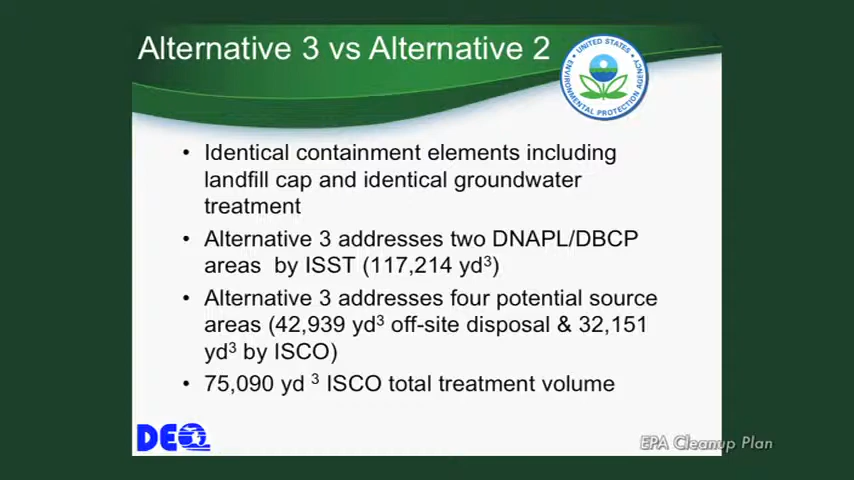 Alternative 3 vs Alternative 2
UNITED STATES
ENVIRONMENTAL PROTECTION AGENCY
• Identical containment elements including
landfill cap and identical groundwater
treatment
• Alternative 3 addresses two DNAPL/DBCP
areas by ISST (117,214 yd³)
• Alternative 3 addresses four potential source
areas (42,939 yd³ off-site disposal & 32,151
yd³ by ISCO)
• 75,090 yd ³ ISCO total treatment volume
DEQ
EPA Cleanup Plan